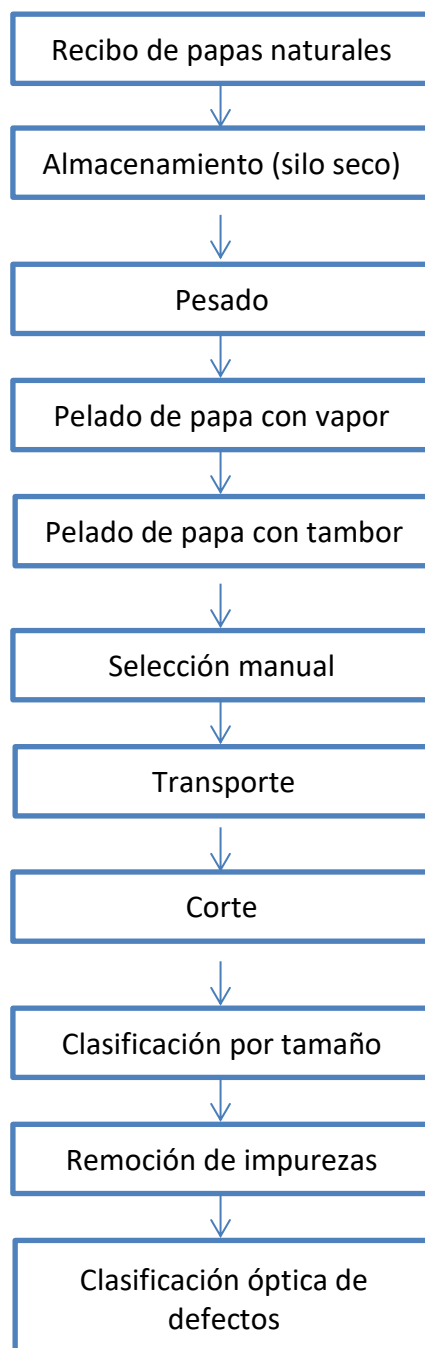 Recibo de papas naturales
Almacenamiento (silo seco)
Pesado
Pelado de papa con vapor
Pelado de papa con tambor
Selección manual
Transporte
Corte
Clasificación por tamaño
Remoción de impurezas
Clasificación óptica de
defectos